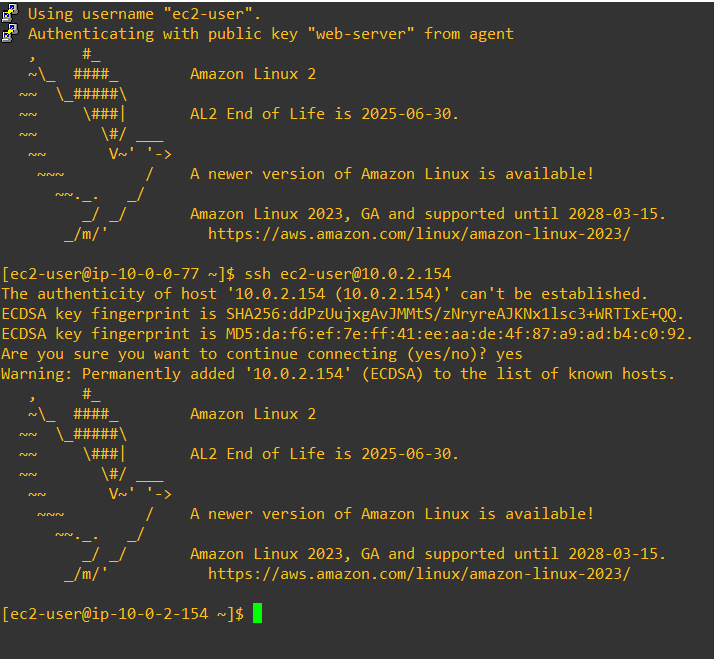 Using username "ec2-user".
Authenticating with public key "web-server" from agent
   ,     #_
   ~\_  ####_        Amazon Linux 2
  ~~  \_#####\
  ~~     \###|       AL2 End of Life is 2025-06-30.
  ~~       \#/ ___
   ~~       V~' '->
    ~~~         /    A newer version of Amazon Linux is available!
      ~~._.   _/
         _/ _/       Amazon Linux 2023, GA and supported until 2028-03-15.
       _/m/'           https://aws.amazon.com/linux/amazon-linux-2023/
[ec2-user@ip-10-0-0-77 ~]$ ssh ec2-user@10.0.2.154
The authenticity of host '10.0.2.154 (10.0.2.154)' can't be established.
ECDSA key fingerprint is SHA256:ddPzUujxgAvJMMtS/zNryreAJKNx1lsc3+WRTIxE+QQ.
ECDSA key fingerprint is MD5:da:f6:ef:7e:ff:41:ee:aa:de:4f:87:a9:ad:b4:c0:92.
Are you sure you want to continue connecting (yes/no)? yes
Warning: Permanently added '10.0.2.154' (ECDSA) to the list of known hosts.
   ,     #_
   ~\_  ####_        Amazon Linux 2
  ~~  \_#####\
  ~~     \###|       AL2 End of Life is 2025-06-30.
  ~~       \#/ ___
   ~~       V~' '->
    ~~~         /    A newer version of Amazon Linux is available!
      ~~._.   _/
         _/ _/       Amazon Linux 2023, GA and supported until 2028-03-15.
       _/m/'           https://aws.amazon.com/linux/amazon-linux-2023/
[ec2-user@ip-10-0-2-154 ~]$